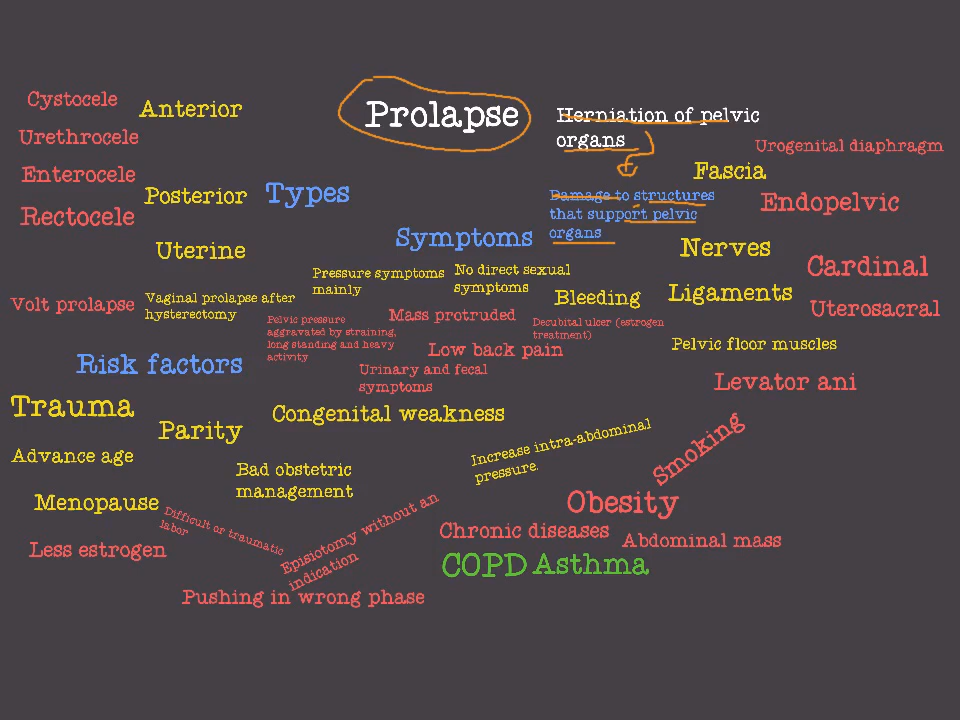 Prolapse
Herniation of pelvic
organs
Damage to structures
that support pelvic
organs
Cystocele
Anterior
Urethrocele
Enterocele
Posterior
Types
Rectocele
Uterine
Volt prolapse
Vaginal prolapse after
hysterectomy
Symptoms
Pressure symptoms
mainly
No direct sexual
symptoms
Bleeding
Pelvic pressure
aggravated by straining,
long standing and heavy
activity
Mass protruded
Decubital ulcer (estrogen
treatment)
Low back pain
Urinary and fecal
symptoms
Urogenital diaphragm
Fascia
Endopelvic
Nerves
Cardinal
Ligaments
Uterosacral
Pelvic floor muscles
Levator ani
Risk factors
Trauma
Parity
Congenital weakness
Advance age
Bad obstetric
management
Menopause
Less estrogen
Difficult or traumatic
labor
Episiotomy without an
indication
Pushing in wrong phase
Increase intra-abdominal
pressure.
Smoking
Obesity
Chronic diseases
Abdominal mass
COPD Asthma